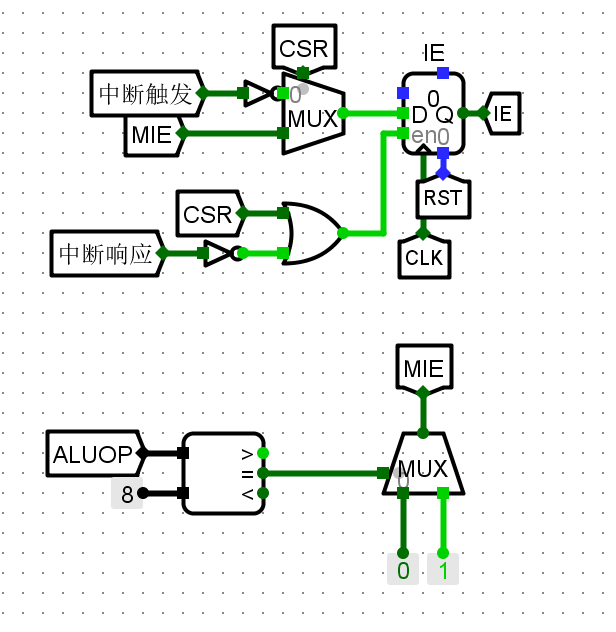 CSR
IE
中断触发
0
MUX
MIE
0
D Q
en0
IE
CSR
RST
中断响应
CLK
MIE
ALUOP
>
=
<
8
MUX
0
0
1